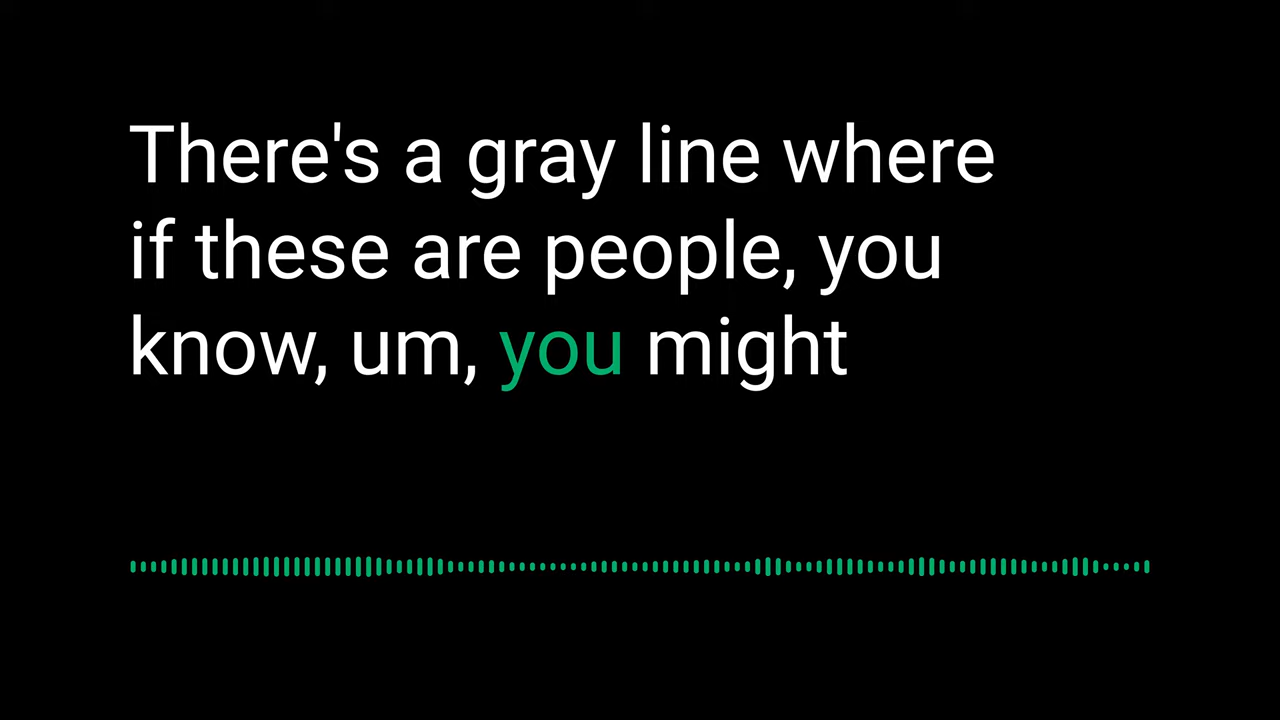 There's a gray line where
if these are people, you
know, um, you might